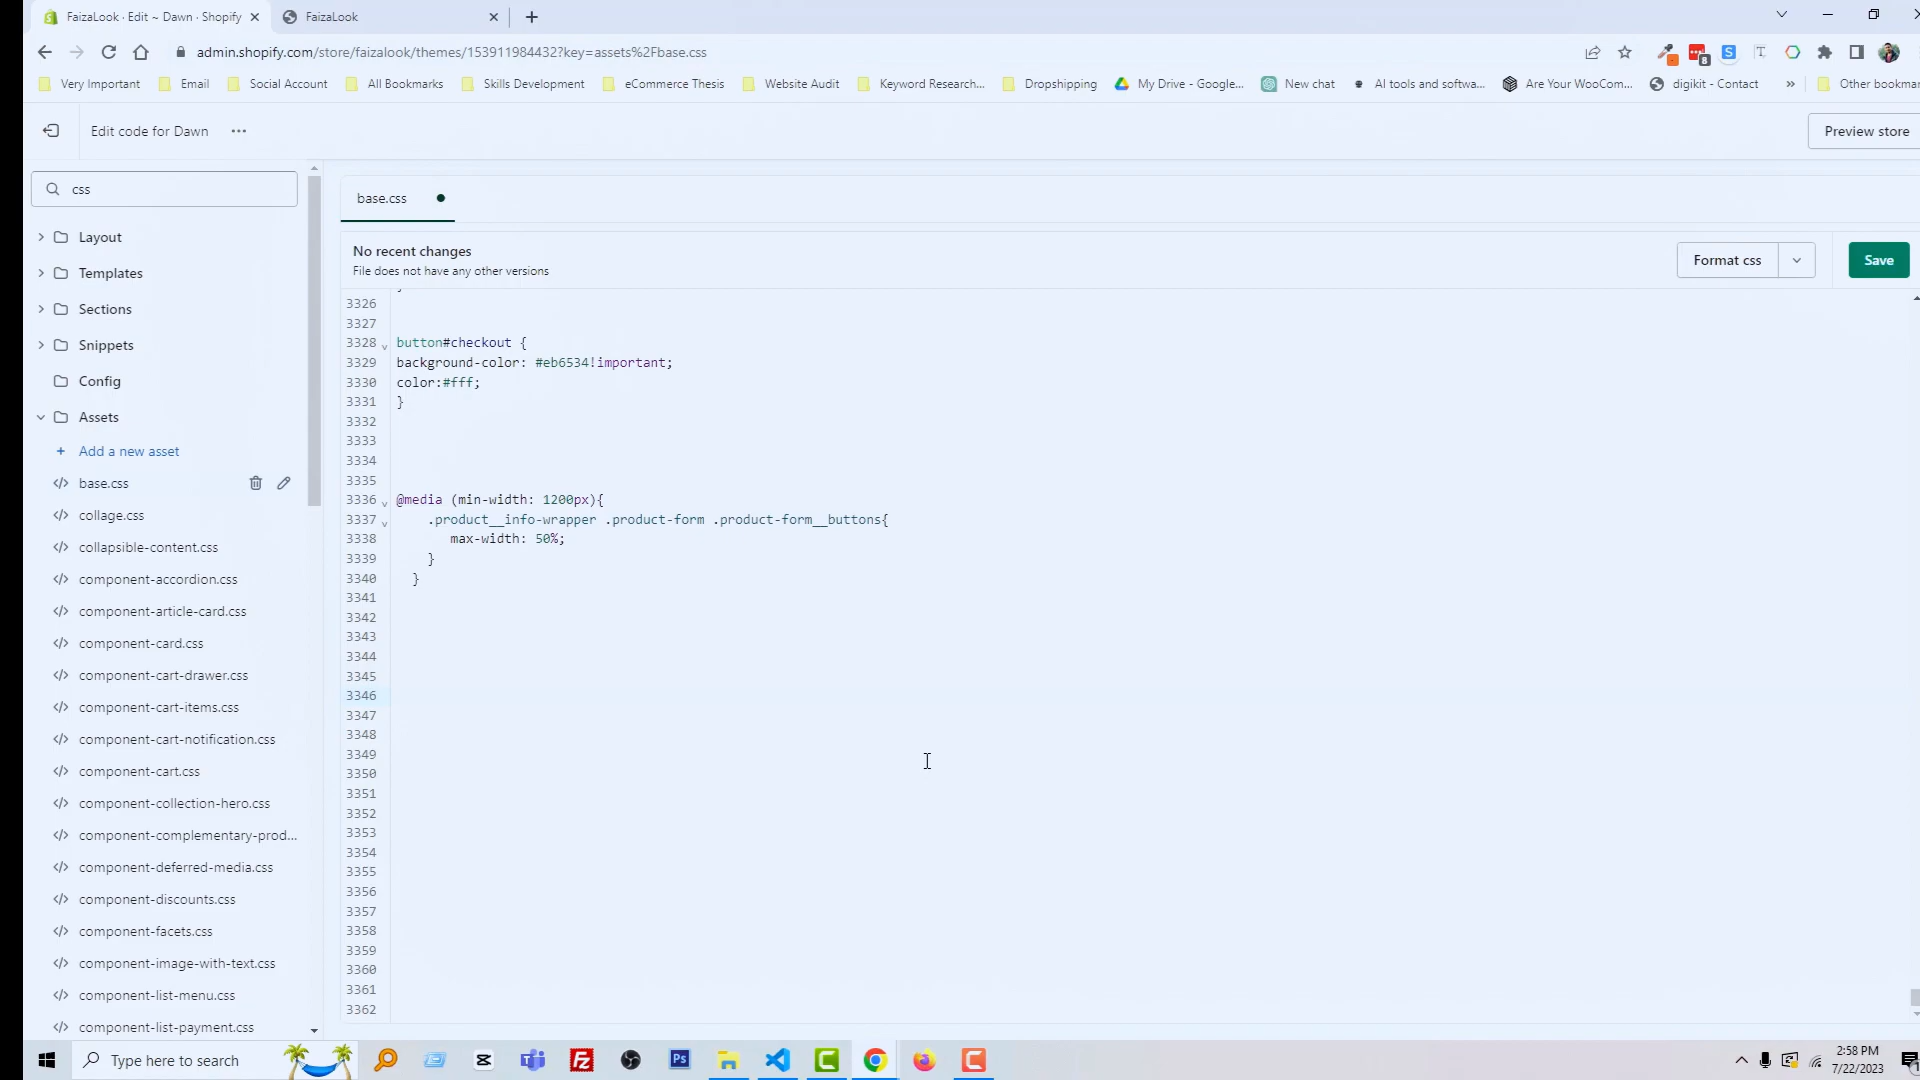 FaizaLook · Edit ~ Dawn · Shopify
FaizaLook
admin.shopify.com/store/faizalook/themes/153911984432?key=assets%2Fbase.css
8
S
T
Very Important
Email
Social Account
All Bookmarks
Skills Development
eCommerce Thesis
Website Audit
Keyword Research...
Dropshipping
My Drive - Google...
New chat
AI tools and softwa...
Are Your WooCom...
digikit - Contact
»
Other bookmar
Edit code for Dawn
Preview store
css
Layout
Templates
Sections
Snippets
Config
Assets
+ Add a new asset
</> base.css
</> collage.css
</> collapsible-content.css
</> component-accordion.css
</> component-article-card.css
</> component-card.css
</> component-cart-drawer.css
</> component-cart-items.css
</> component-cart-notification.css
</> component-cart.css
</> component-collection-hero.css
</> component-complementary-prod...
</> component-deferred-media.css
</> component-discounts.css
</> component-facets.css
</> component-image-with-text.css
</> component-list-menu.css
</> component-list-payment.css
base.css
No recent changes
File does not have any other versions
Format css
Save
3326
3327
3328 button#checkout {
3329 background-color: #eb6534!important;
3330 color:#fff;
3331 }
3332
3333
3334
3335
3336 @media (min-width: 1200px){
3337 .product__info-wrapper .product-form .product-form__buttons{
3338 max-width: 50%;
3339 }
3340 }
3341
3342
3343
3344
3345
3346
3347
3348
3349
3350
3351
3352
3353
3354
3355
3356
3357
3358
3359
3360
3361
3362
Type here to search
Fz
Ps
2:58 PM
7/22/2023